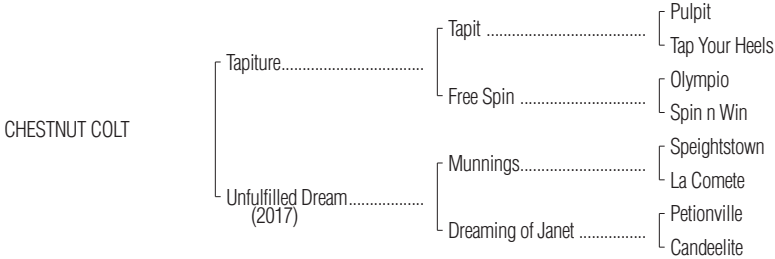 Pulpit
Tapit ......................................
Tap Your Heels
Tapiture..................................
Olympio
Free Spin ..............................
Spin n Win
CHESTNUT COLT
Speightstown
Munnings..............................
La Comete
Unfulfilled Dream..................
(2017)
Petionville
Dreaming of Janet ................
Candeelite